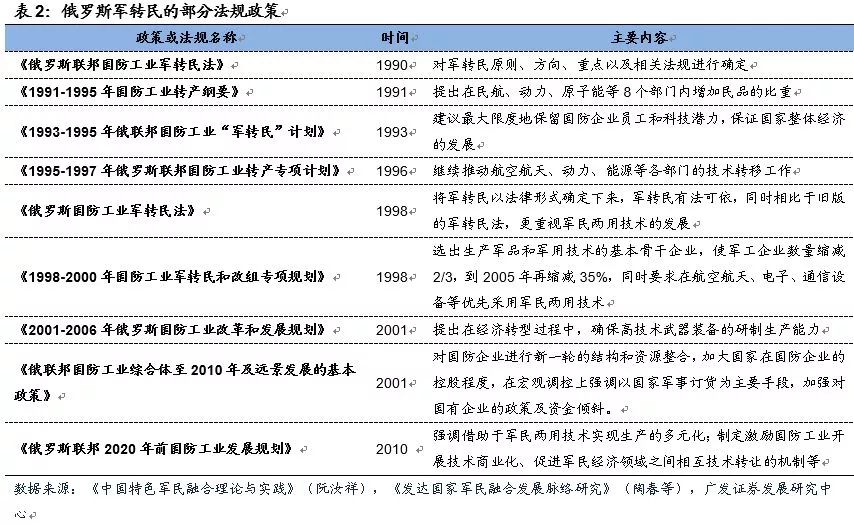 表 2：俄罗斯军转民的部分法规政策
政策或法规名称 时间 主要内容
《俄罗斯联邦国防工业军转民法》 1990 对军转民原则、方向、重点以及相关法规进行确定
《1991-1995 年国防工业转产纲要》 1991 提出在民航、动力、原子能等 8 个部门内增加民品的比重
《1993-1995 年俄联邦国防工业“军转民”计划》 1993 建议最大限度地保留国防企业员工和科技潜力，保证国家整体经济
的发展
《1995-1997 年俄罗斯联邦国防工业转产专项计划》 1996 继续推动航空航天、动力、能源等各部门的技术转移工作
《俄罗斯国防工业军转民法》 1998 将军转民以法律形式确定下来，军转民有法可依，同时相比于旧版
的军转民法，更重视军民两用技术的发展
《1998-2000 年国防工业军转民和改组专项规划》 1998 选出生产军品和军用技术的基本骨干企业，使军工企业数量缩减
2/3，到 2005 年再缩减 35%，同时要求在航空航天、电子、通信设
备等优先采用军民两用技术
《2001-2006 年俄罗斯国防工业改革和发展规划》 2001 提出在经济转型过程中，确保高技术武器装备的研制生产能力
《俄联邦国防工业综合体至 2010 年及远景发展的基本
政策》 2001 对国防企业进行新一轮的结构和资源整合，加大国家在国防企业的
控股程度，在宏观调控上强调以国家军事订货为主要手段，加强对
国有企业的政策及资金倾斜。
《俄罗斯联邦 2020 年前国防工业发展规划》 2010 强调借助于军民两用技术实现生产的多元化；制定激励国防工业开
展技术商业化、促进军民经济领域之间相互技术转让的机制等
数据来源：《中国特色军民融合理论与实践》（阮汝祥），《发达国家军民融合发展脉络研究》（陶春等），广发证券发展研究中
心